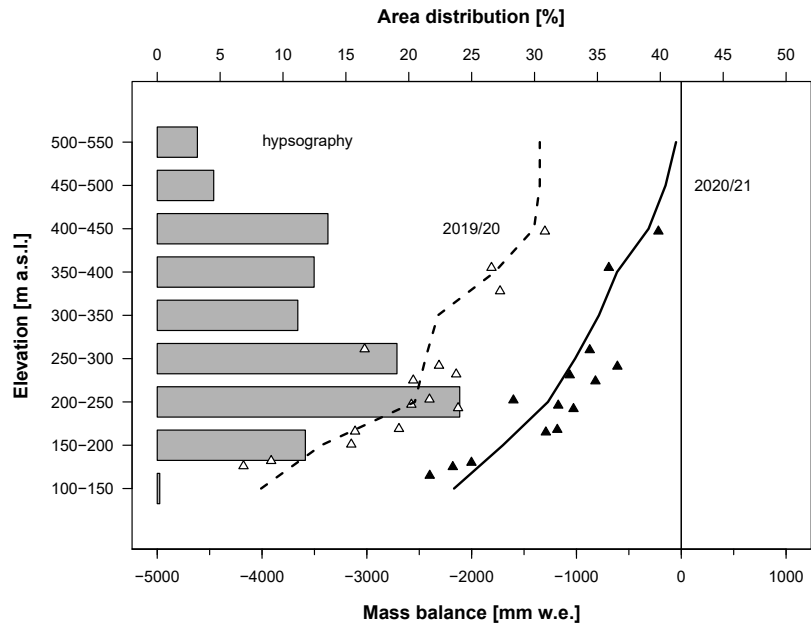 Area distribution [%]
0 5 10 15 20 25 30 35 40 45 50
Elevation [m a.s.l.]
500−550
450−500
400−450
350−400
300−350
250−300
200−250
150−200
100−150
hypsography
2019/20
2020/21
−5000 −4000 −3000 −2000 −1000 0 1000
Mass balance [mm w.e.]